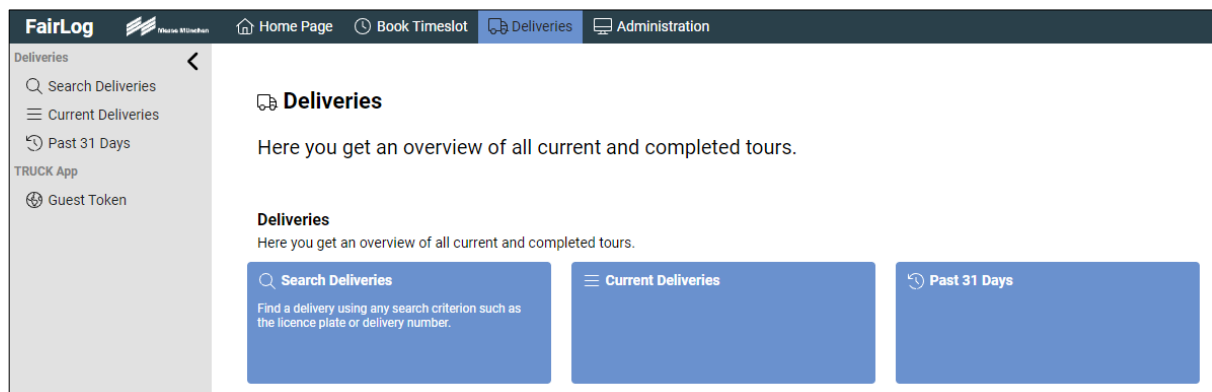 FairLog Messe München Home Page Book Timeslot Deliveries Administration
Deliveries
Search Deliveries
Current Deliveries
Past 31 Days
TRUCK App
Guest Token
Deliveries
Here you get an overview of all current and completed tours.
Deliveries
Here you get an overview of all current and completed tours.
Search Deliveries
Find a delivery using any search criterion such as
the licence plate or delivery number.
Current Deliveries
Past 31 Days